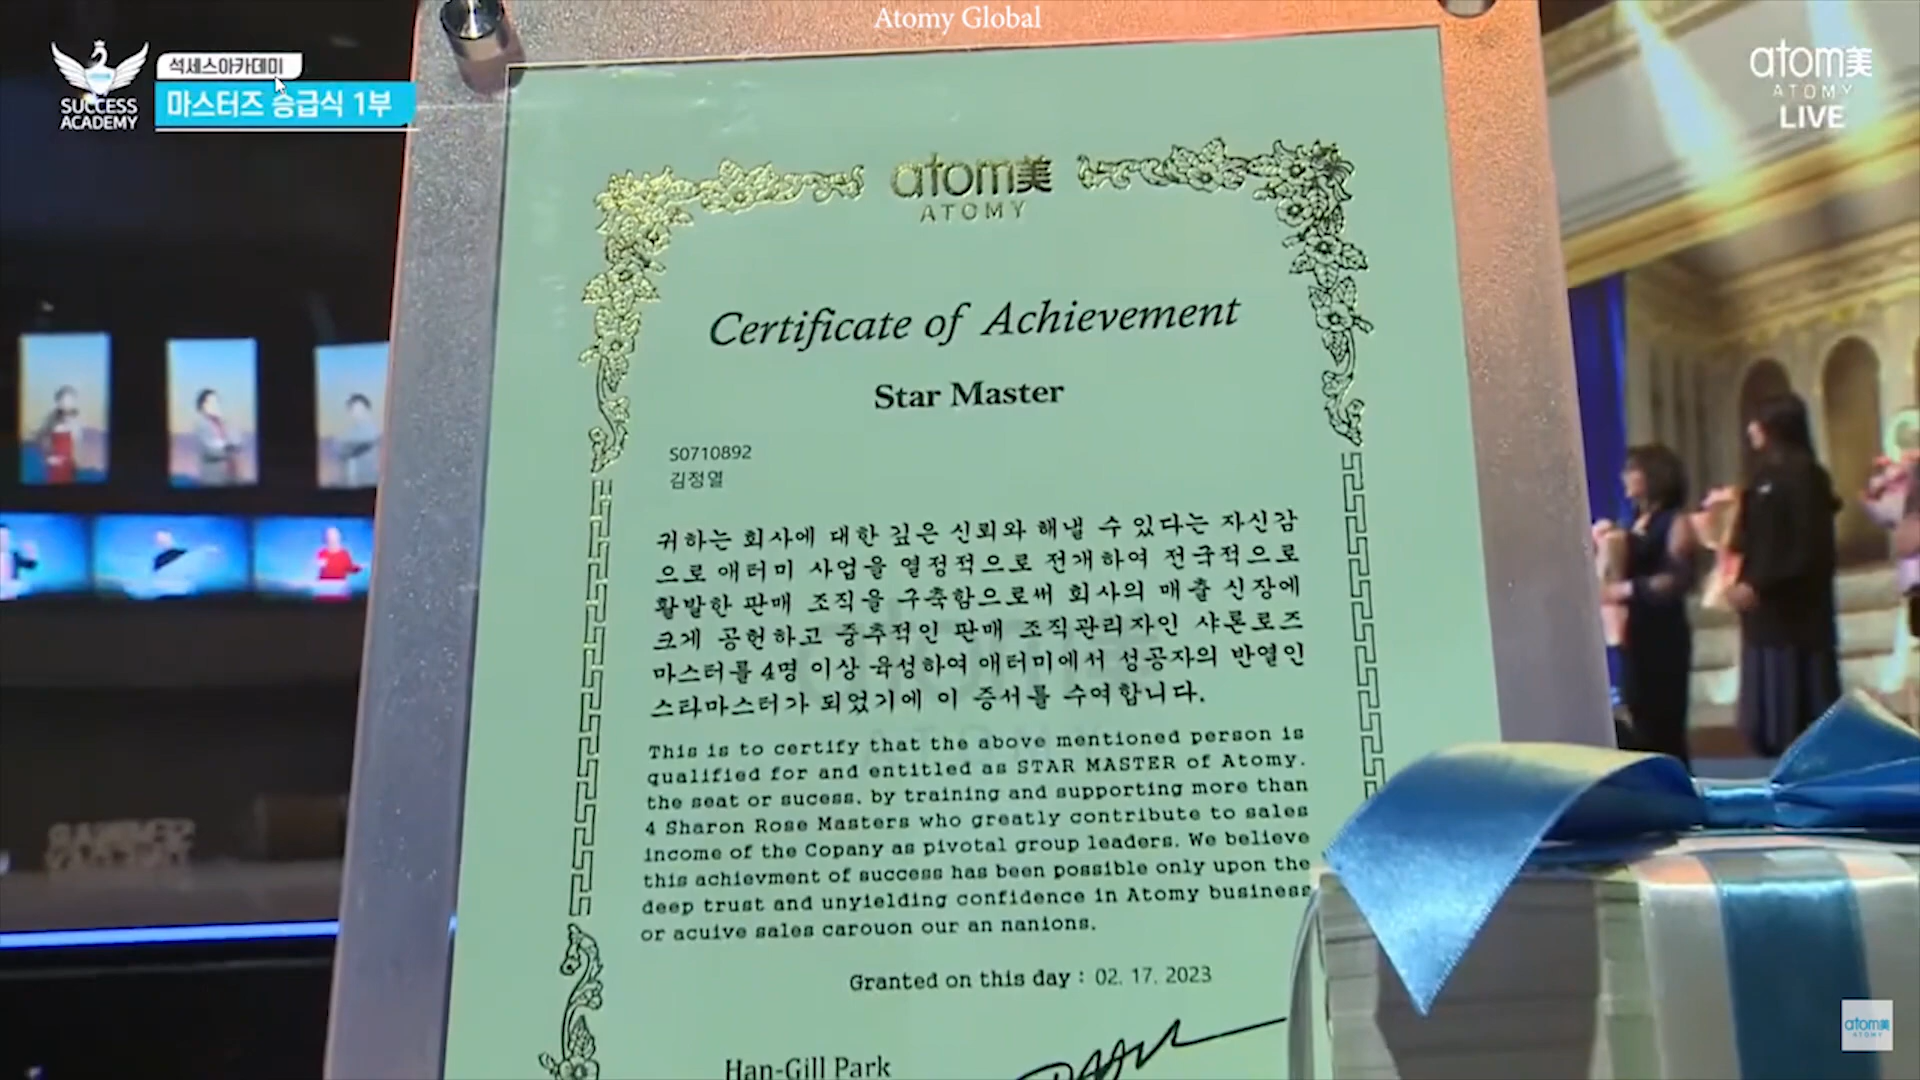 Atomy Global
석세스아카데미
SUCCESS
ACADEMY
마스터즈 승급식 1부
atom美
ATOMY
LIVE
atom美
ATOMY
Certificate of Achievement
Star Master
S0710892
김정열
귀하는 회사에 대한 깊은 신뢰와 해낼 수 있다는 자신감
으로 애터미 사업을 열정적으로 전개하여 전국적으로
활발한 판매 조직을 구축함으로써 회사의 매출 신장에
크게 공헌하고 중추적인 판매 조직관리자인 샤론로즈
마스터를 4명 이상 육성하여 애터미에서 성공자의 반열인
스타마스터가 되었기에 이 증서를 수여합니다.
This is to certify that the above mentioned person is
qualified for and entitled as STAR MASTER of Atomy.
the seat or sucess, by training and supporting more than
4 Sharon Rose Masters who greatly contribute to sales
income of the Copany as pivotal group leaders. We believe
this achievment of success has been possible only upon the
deep trust and unyielding confidence in Atomy business
or acuive sales carouon our an nanions.
Granted on this day : 02. 17. 2023
Han-Gill Park
atom美
ATOMY